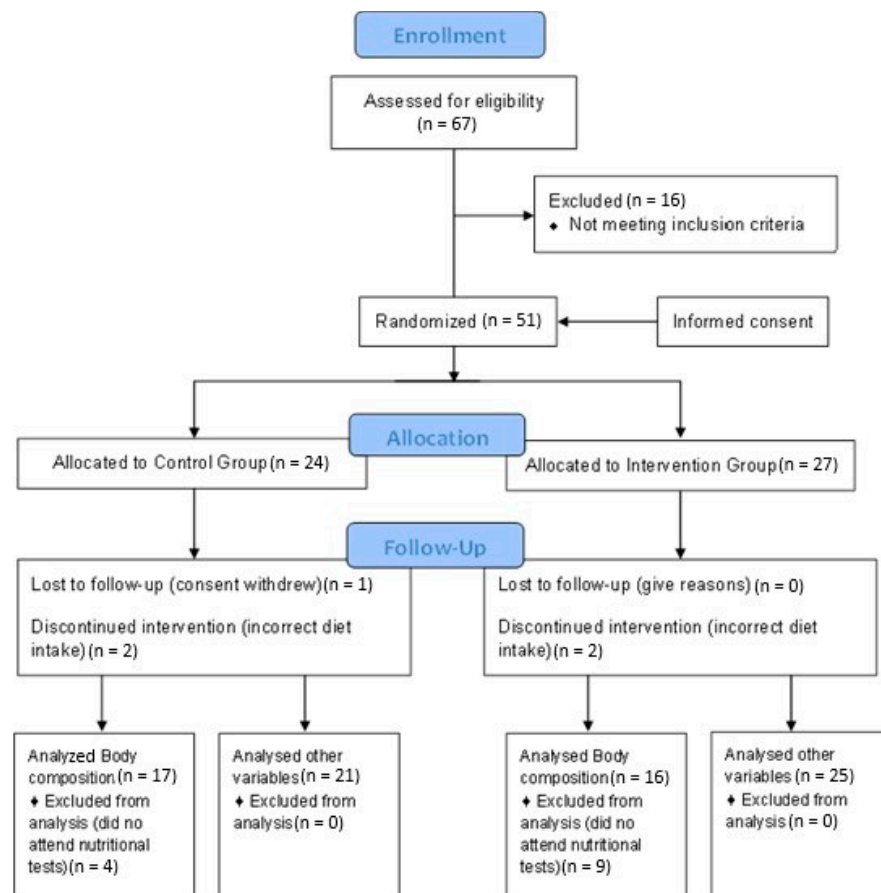 Enrollment
Assessed for eligibility
(n = 67)
Excluded (n = 16)
♦ Not meeting inclusion criteria
Randomized (n = 51)
Informed consent
Allocation
Allocated to Control Group (n = 24)
Allocated to Intervention Group (n = 27)
Follow-Up
Lost to follow-up (consent withdrew) (n = 1)
Discontinued intervention (incorrect diet
intake) (n = 2)
Lost to follow-up (give reasons) (n = 0)
Discontinued intervention (incorrect diet
intake) (n = 2)
Analyzed Body
composition (n = 17)
♦ Excluded from
analysis (did no
attend nutritional
tests) (n = 4)
Analysed other
variables (n = 21)
♦ Excluded from
analysis (n = 0)
Analysed Body
composition (n = 16)
♦ Excluded from
analysis (did no
attend nutritional
tests) (n = 9)
Analysed other
variables (n = 25)
♦ Excluded from
analysis (n = 0)